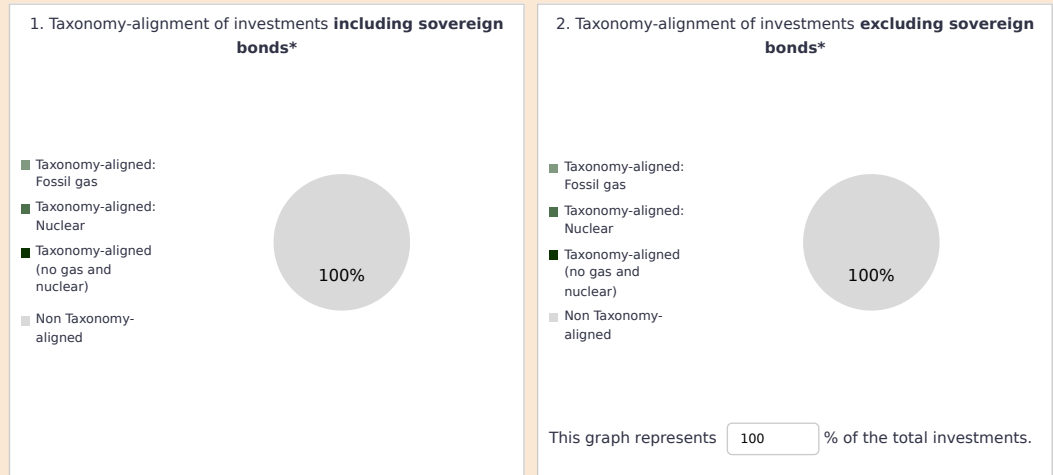 1. Taxonomy-alignment of investments including sovereign
bonds*
Taxonomy-aligned:
Fossil gas
Taxonomy-aligned:
Nuclear
Taxonomy-aligned
(no gas and
nuclear)
Non Taxonomy-
aligned
100%
2. Taxonomy-alignment of investments excluding sovereign
bonds*
Taxonomy-aligned:
Fossil gas
Taxonomy-aligned:
Nuclear
Taxonomy-aligned
(no gas and
nuclear)
Non Taxonomy-
aligned
100%
This graph represents 100 % of the total investments.